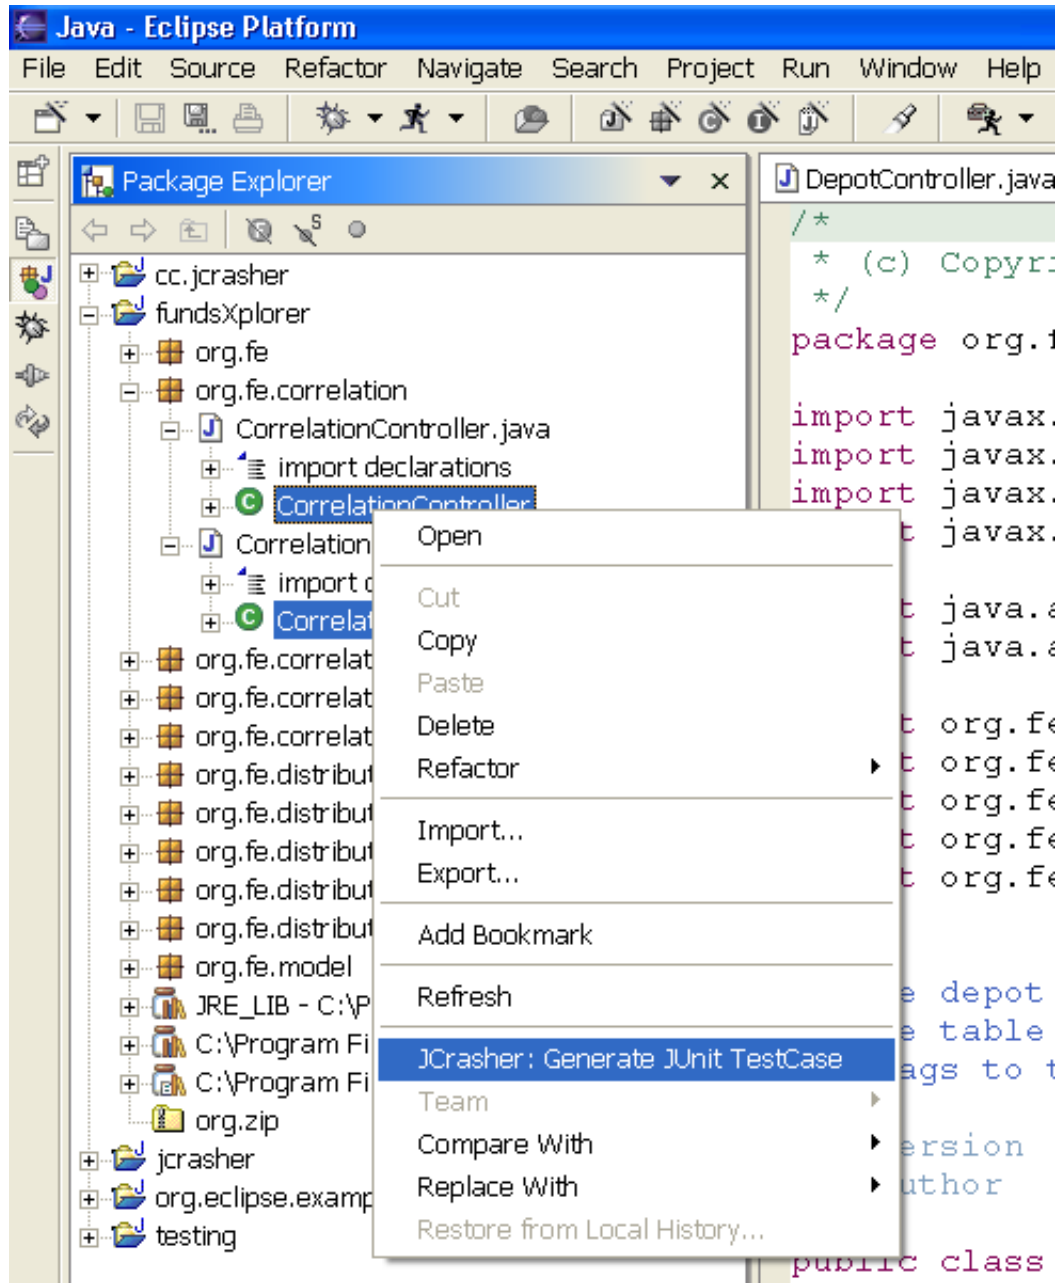 Java - Eclipse Platform
File Edit Source Refactor Navigate Search Project Run Window Help
Package Explorer
cc.jcrasher
fundsXplorer
org.fe
org.fe.correlation
CorrelationController.java
import declarations
CorrelationController
Correlation
import
Correlat
org.fe.correlat
org.fe.correlat
org.fe.correlat
org.fe.distribut
org.fe.distribut
org.fe.distribut
org.fe.distribut
org.fe.distribut
org.fe.model
JRE_LIB - C:\P
C:\Program Fi
C:\Program Fi
org.zip
jcrasher
org.eclipse.examp
testing
Open
Cut
Copy
Paste
Delete
Refactor
Import...
Export...
Add Bookmark
Refresh
JCrasher: Generate JUnit TestCase
Team
Compare With
Replace With
Restore from Local History...
DepotController.java
/*
* (c) Copyri
*/
package org.f
import javax.
import javax.
import javax.
t javax.
t java.a
t java.a
t org.fe
t org.fe
t org.fe
t org.fe
t org.fe
e depot
e table
ags to t
ersion
uthor
public class